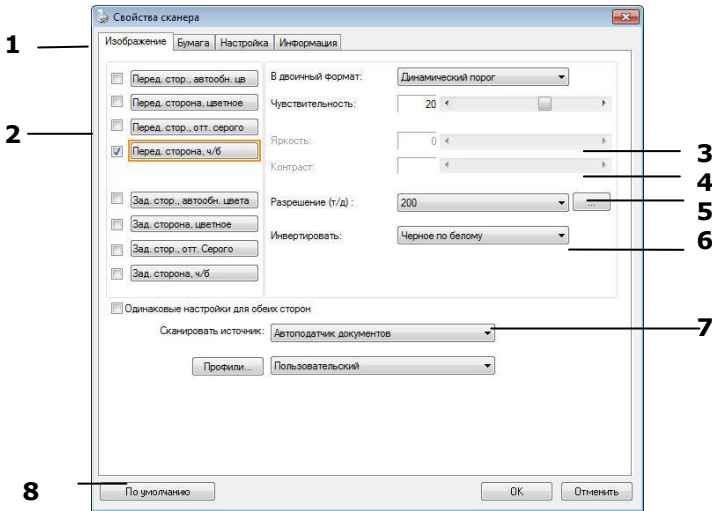 Свойства сканера
Изображение Бумага Настройка Информация
1
Перед. стор., автообн. цв
Перед. сторона, цветное
Перед. стор., отт. серого
Перед. сторона, ч/б
2
Зад. стор., автообн. цвета
Зад. сторона, цветное
Зад. стор., отт. Серого
Зад. сторона, ч/б
В двоичный формат: Динамический порог
Чувствительность: 20
Яркость: 0
3
Контраст:
4
Разрешение (т/д) : 200 ...
5
Инвертировать: Черное по белому
6
Одинаковые настройки для обеих сторон
Сканировать источник: Автоподатчик документов
7
Профили... Пользовательский
8
По умолчанию OK Отменить